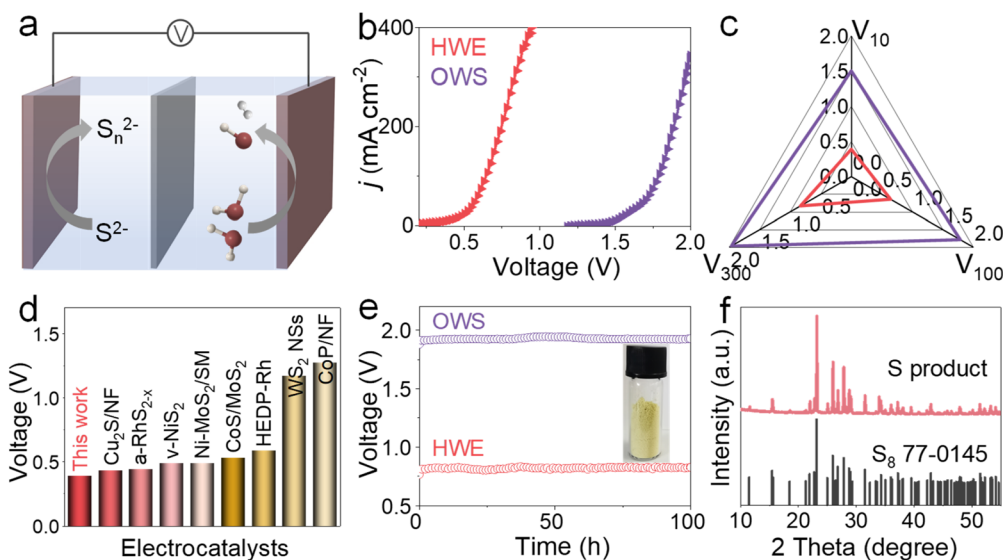 a
V
Sₙ²⁻
S²⁻
b
HWE
OWS
400
200
0
0.5
1.0
1.5
2.0
j (mA cm⁻²)
Voltage (V)
c
V₁₀
2.0
1.5
1.0
0.5
0.0
0.0
0.0
0.5
0.5
1.0
1.0
1.5
1.5
2.0
2.0
V₃₀₀
V₁₀₀
d
1.5
1.0
0.5
0.0
Voltage (V)
This work
Cu₂S/NF
a-RhS₂₋ₓ
v-NiS₂
Ni-MoS₂/SM
CoS/MoS₂
HEDP-Rh
WS₂ NSs
CoP/NF
Electrocatalysts
e
OWS
HWE
2.0
1.5
1.0
0.5
0
50
100
Voltage (V)
Time (h)
f
S product
S₈ 77-0145
Intensity (a.u.)
10
20
30
40
50
2 Theta (degree)